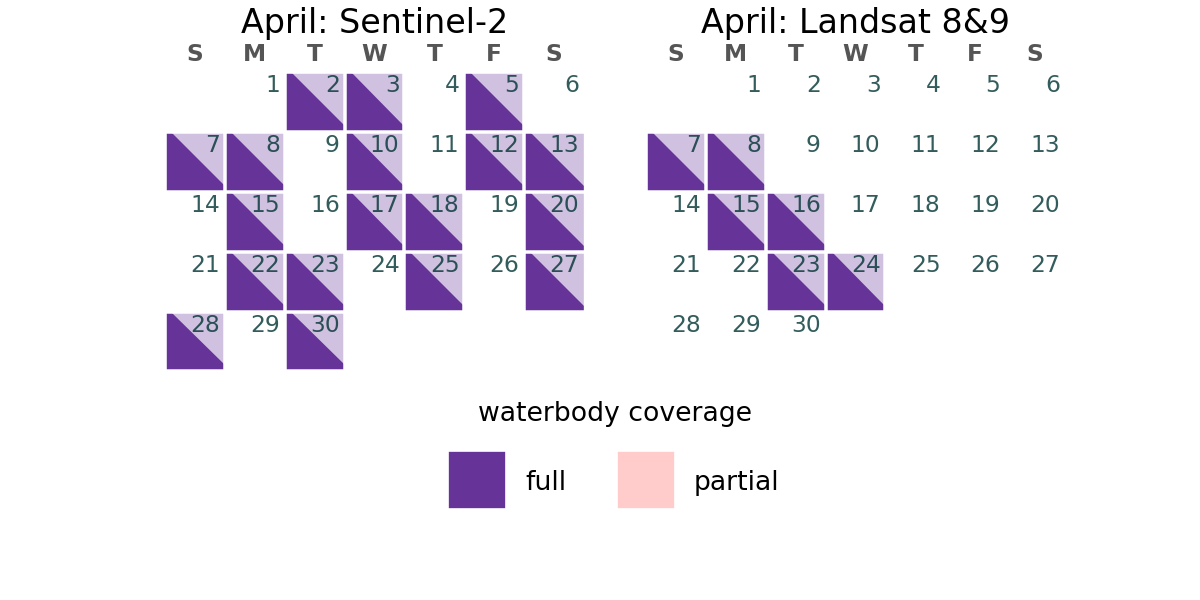 April: Sentinel-2
S M T W T F S
1 2 3 4 5 6
7 8 9 10 11 12 13
14 15 16 17 18 19 20
21 22 23 24 25 26 27
28 29 30
April: Landsat 8&9
S M T W T F S
1 2 3 4 5 6
7 8 9 10 11 12 13
14 15 16 17 18 19 20
21 22 23 24 25 26 27
28 29 30
waterbody coverage
full partial